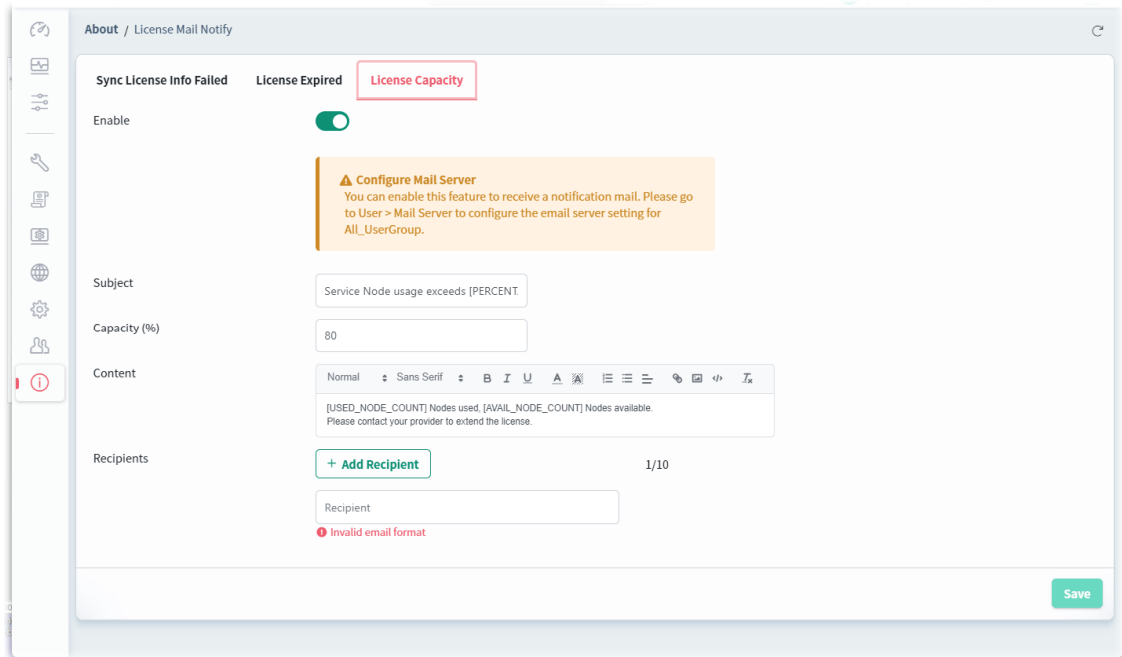 About / License Mail Notify
Sync License Info Failed License Expired License Capacity
Enable
Configure Mail Server
You can enable this feature to receive a notification mail. Please go
to User > Mail Server to configure the email server setting for
All_UserGroup.
Subject
Service Node usage exceeds [PERCENT.
Capacity (%)
80
Content
Normal Sans Serif B I U A A
[USED_NODE_COUNT] Nodes used, [AVAIL_NODE_COUNT] Nodes available.
Please contact your provider to extend the license.
Recipients
+ Add Recipient 1/10
Recipient
Invalid email format
Save